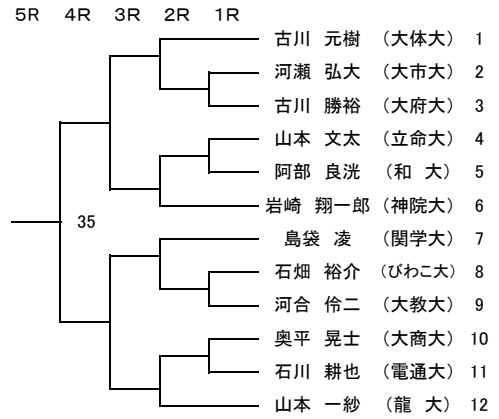 5R 4R 3R 2R 1R
古川 元樹 (大体大) 1
河瀬 弘大 (大市大) 2
古川 勝裕 (大府大) 3
山本 文太 (立命大) 4
阿部 良洸 (和 大) 5
岩崎 翔一郎 (神院大) 6
35
島袋 凌 (関学大) 7
石畑 裕介 (びわこ大) 8
河合 伶二 (大教大) 9
奥平 晃士 (大商大) 10
石川 耕也 (電通大) 11
山本 一紗 (龍 大) 12